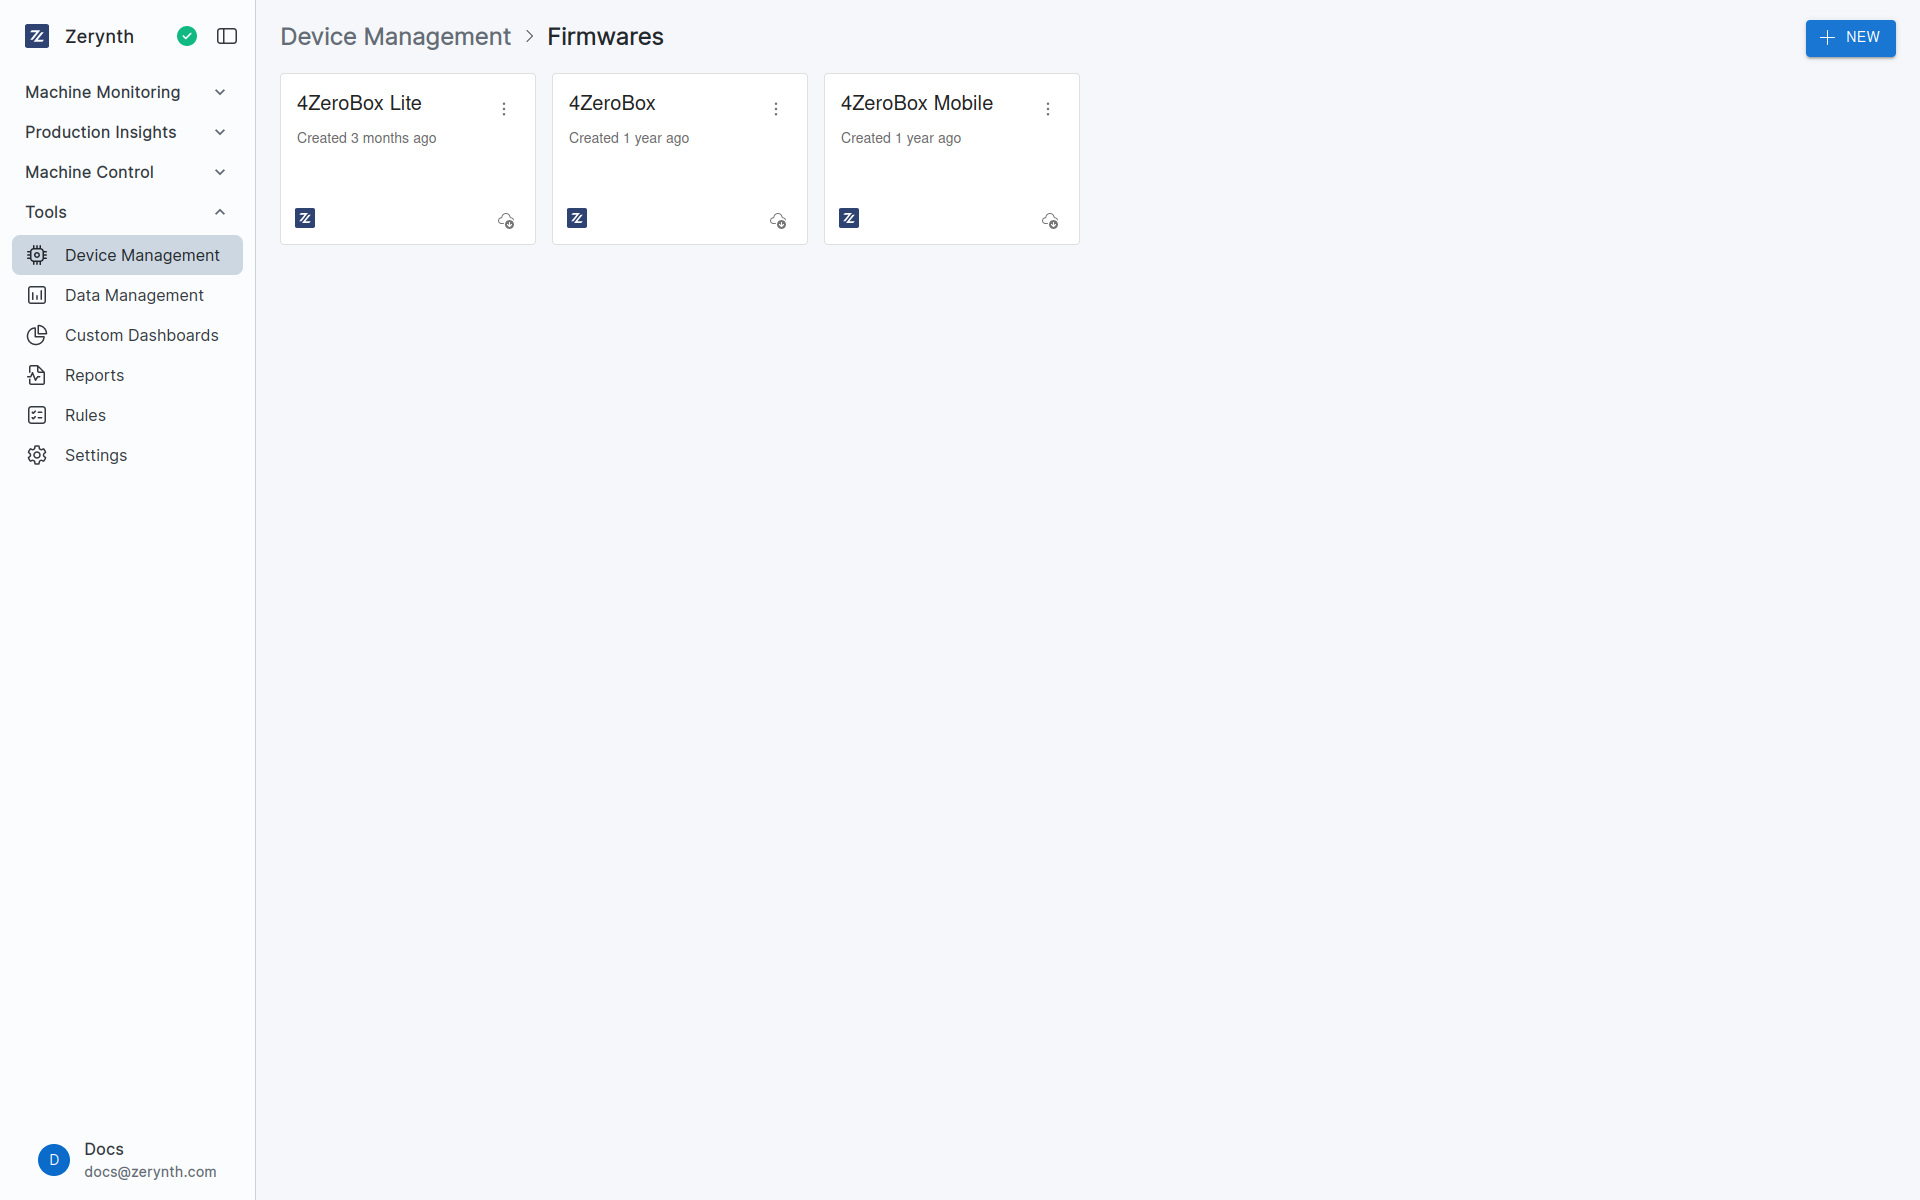 Zerynth
Machine Monitoring
Production Insights
Machine Control
Tools
Device Management
Data Management
Custom Dashboards
Reports
Rules
Settings
D
Docs
docs@zerynth.com
Device Management > Firmwares
NEW
4ZeroBox Lite
Created 3 months ago
4ZeroBox
Created 1 year ago
4ZeroBox Mobile
Created 1 year ago